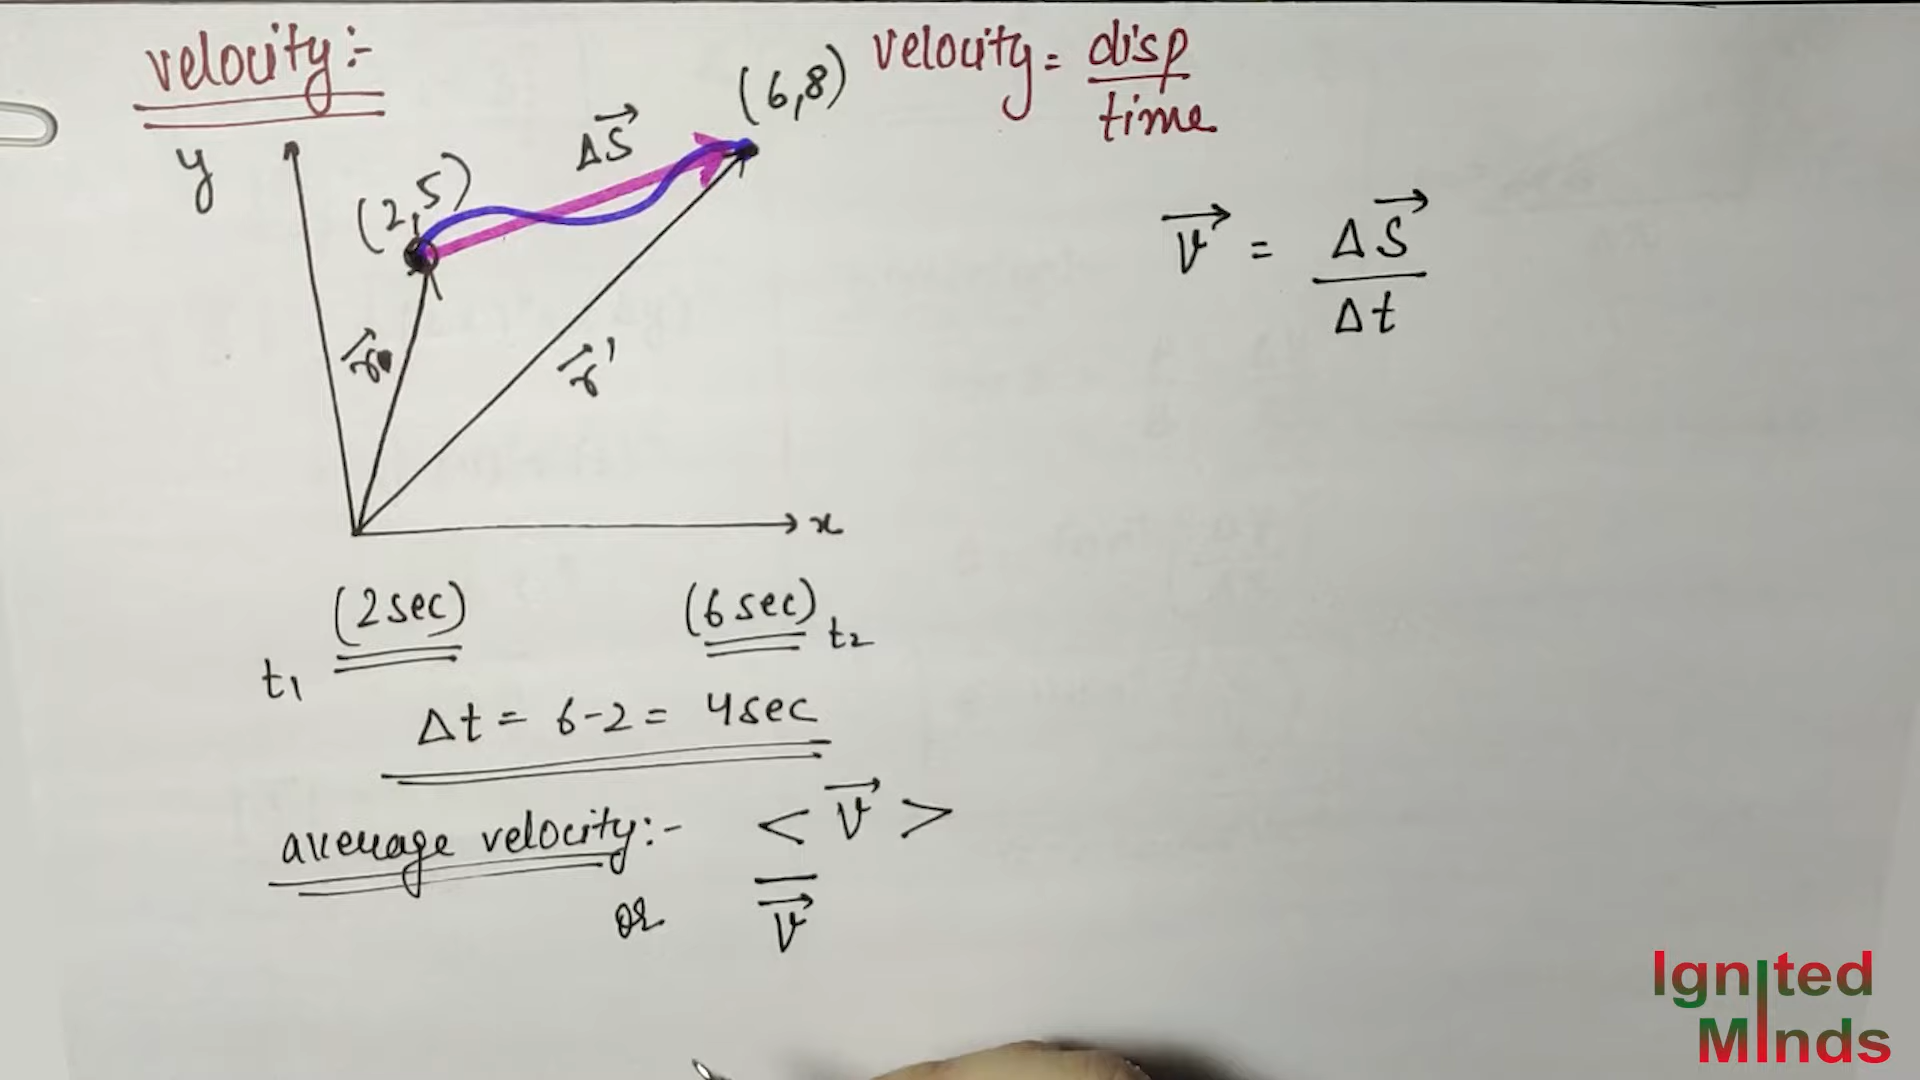 velocity:-
velocity = disp
time
(6,8)
y
ΔS⃗
(2,5)
v⃗ = ΔS⃗
Δt
r⃗
r⃗'
x
(2sec)
(6sec) t₂
t₁
Δt = 6-2 = 4sec
average velocity:- < v⃗ >
or v̄⃗
Ignited
Minds